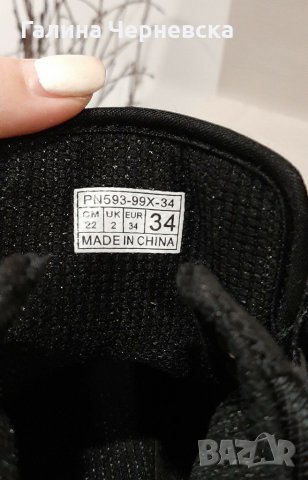 Галина Черневска
PN593-99X-34
CM UK EUR 34
22 2 34
MADE IN CHINA
BAZAR